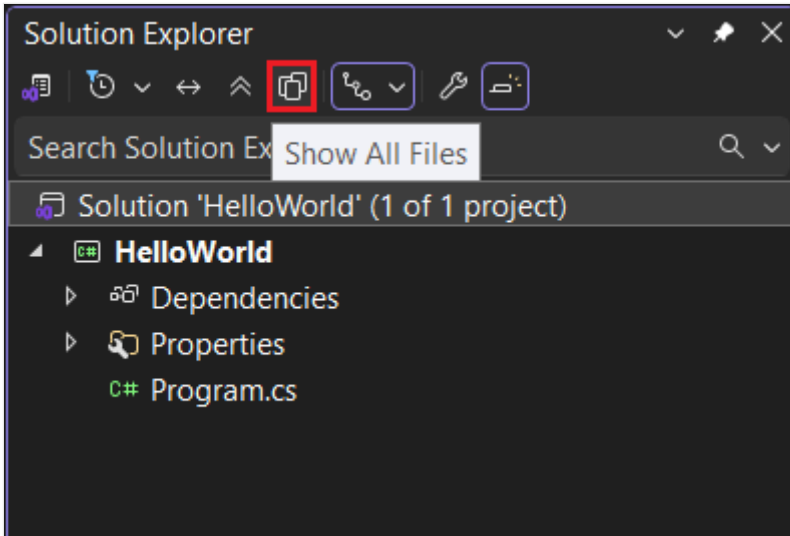 Solution Explorer
Search Solution Ex
Show All Files
Solution 'HelloWorld' (1 of 1 project)
C# HelloWorld
Dependencies
Properties
C# Program.cs